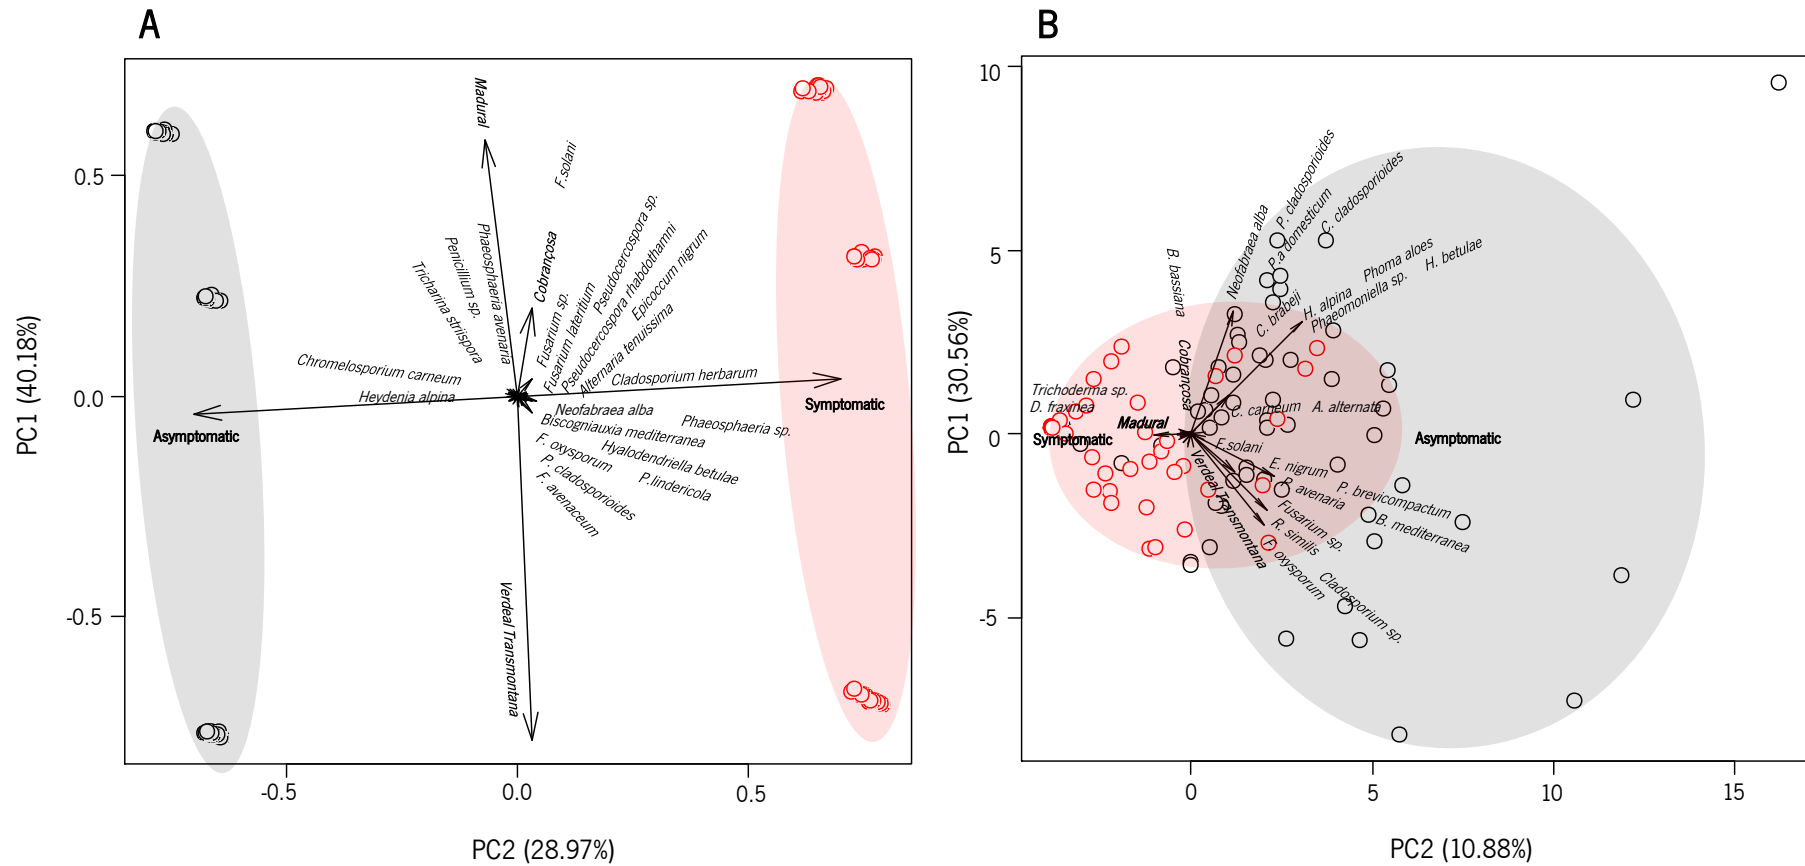 A
B
PC1 (40.18%)
0.5
0.0
-0.5
-0.5
0.0
0.5
PC2 (28.97%)
Madural
F.solani
Cobrançosa
Phaeosphaeria avenaria
Penicillium sp.
Tricharina striispora
Fusarium sp.
Fusarium lateritium
Pseudocercospora sp.
Pseudocercospora rhabdothamni
Epicoccum nigrum
Alternaria tenuissima
Chromelosporium carneum
Heydenia alpina
Cladosporium herbarum
Symptomatic
Asymptomatic
Neofabraea alba
Biscogniauxia mediterranea
Phaeosphaeria sp.
F. oxysporum
Hyalodendriella betulae
P. cladosporioides
P.lindericola
F. avenaceum
Verdeal Transmontana
PC1 (30.56%)
10
5
0
-5
0
5
10
15
PC2 (10.88%)
B. bassiana
Neofabraea alba
P. cladosporioides
P.a domesticum
C. cladosporioides
C. brabeji
H. alpina
Phoma aloes
H. betulae
Phaeomoniella sp.
Cobrançosa
Trichoderma sp.
D. fraxinea
C. carneum
A. alternata
Madural
Symptomatic
Asymptomatic
F.solani
E. nigrum
P. avenaria
P. brevicompactum
B. mediterranea
Fusarium sp.
R. similis
F. oxysporum
Cladosporium sp.
Verdeal Transmontana